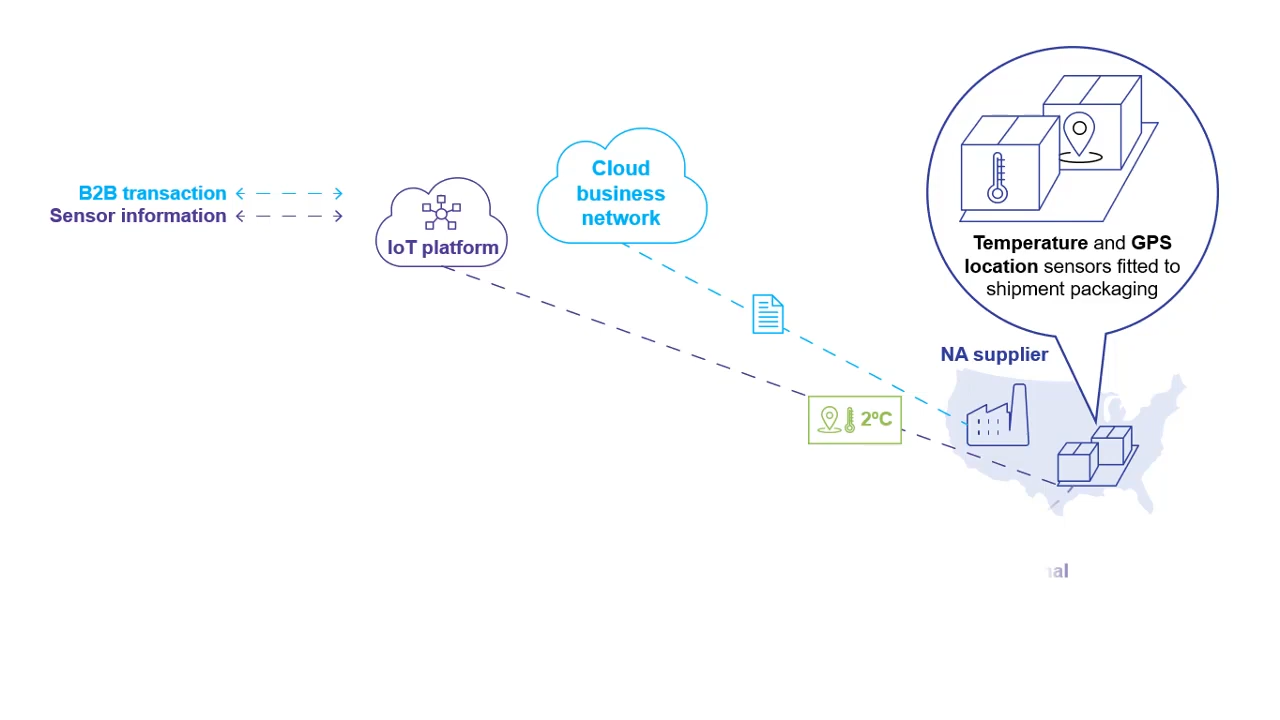 B2B transaction
Sensor information
IoT platform
Cloud
business
network
Temperature and GPS
location sensors fitted to
shipment packaging
NA supplier
2ºC